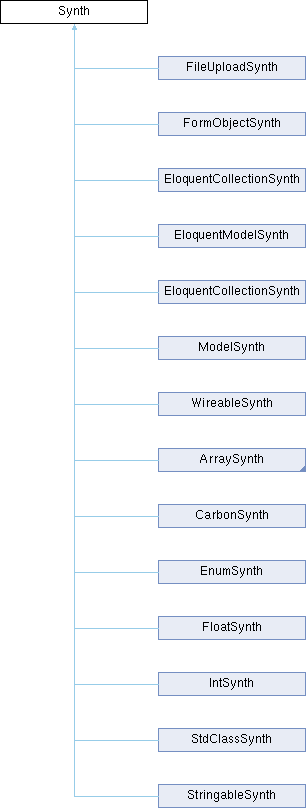 Synth
FileUploadSynth
FormObjectSynth
EloquentCollectionSynth
EloquentModelSynth
EloquentCollectionSynth
ModelSynth
WireableSynth
ArraySynth
CarbonSynth
EnumSynth
FloatSynth
IntSynth
StdClassSynth
StringableSynth